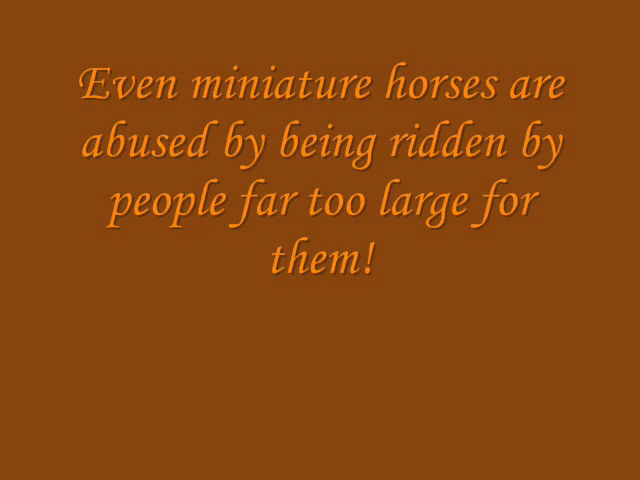 Even miniature horses are
abused by being ridden by
people far too large for
them!